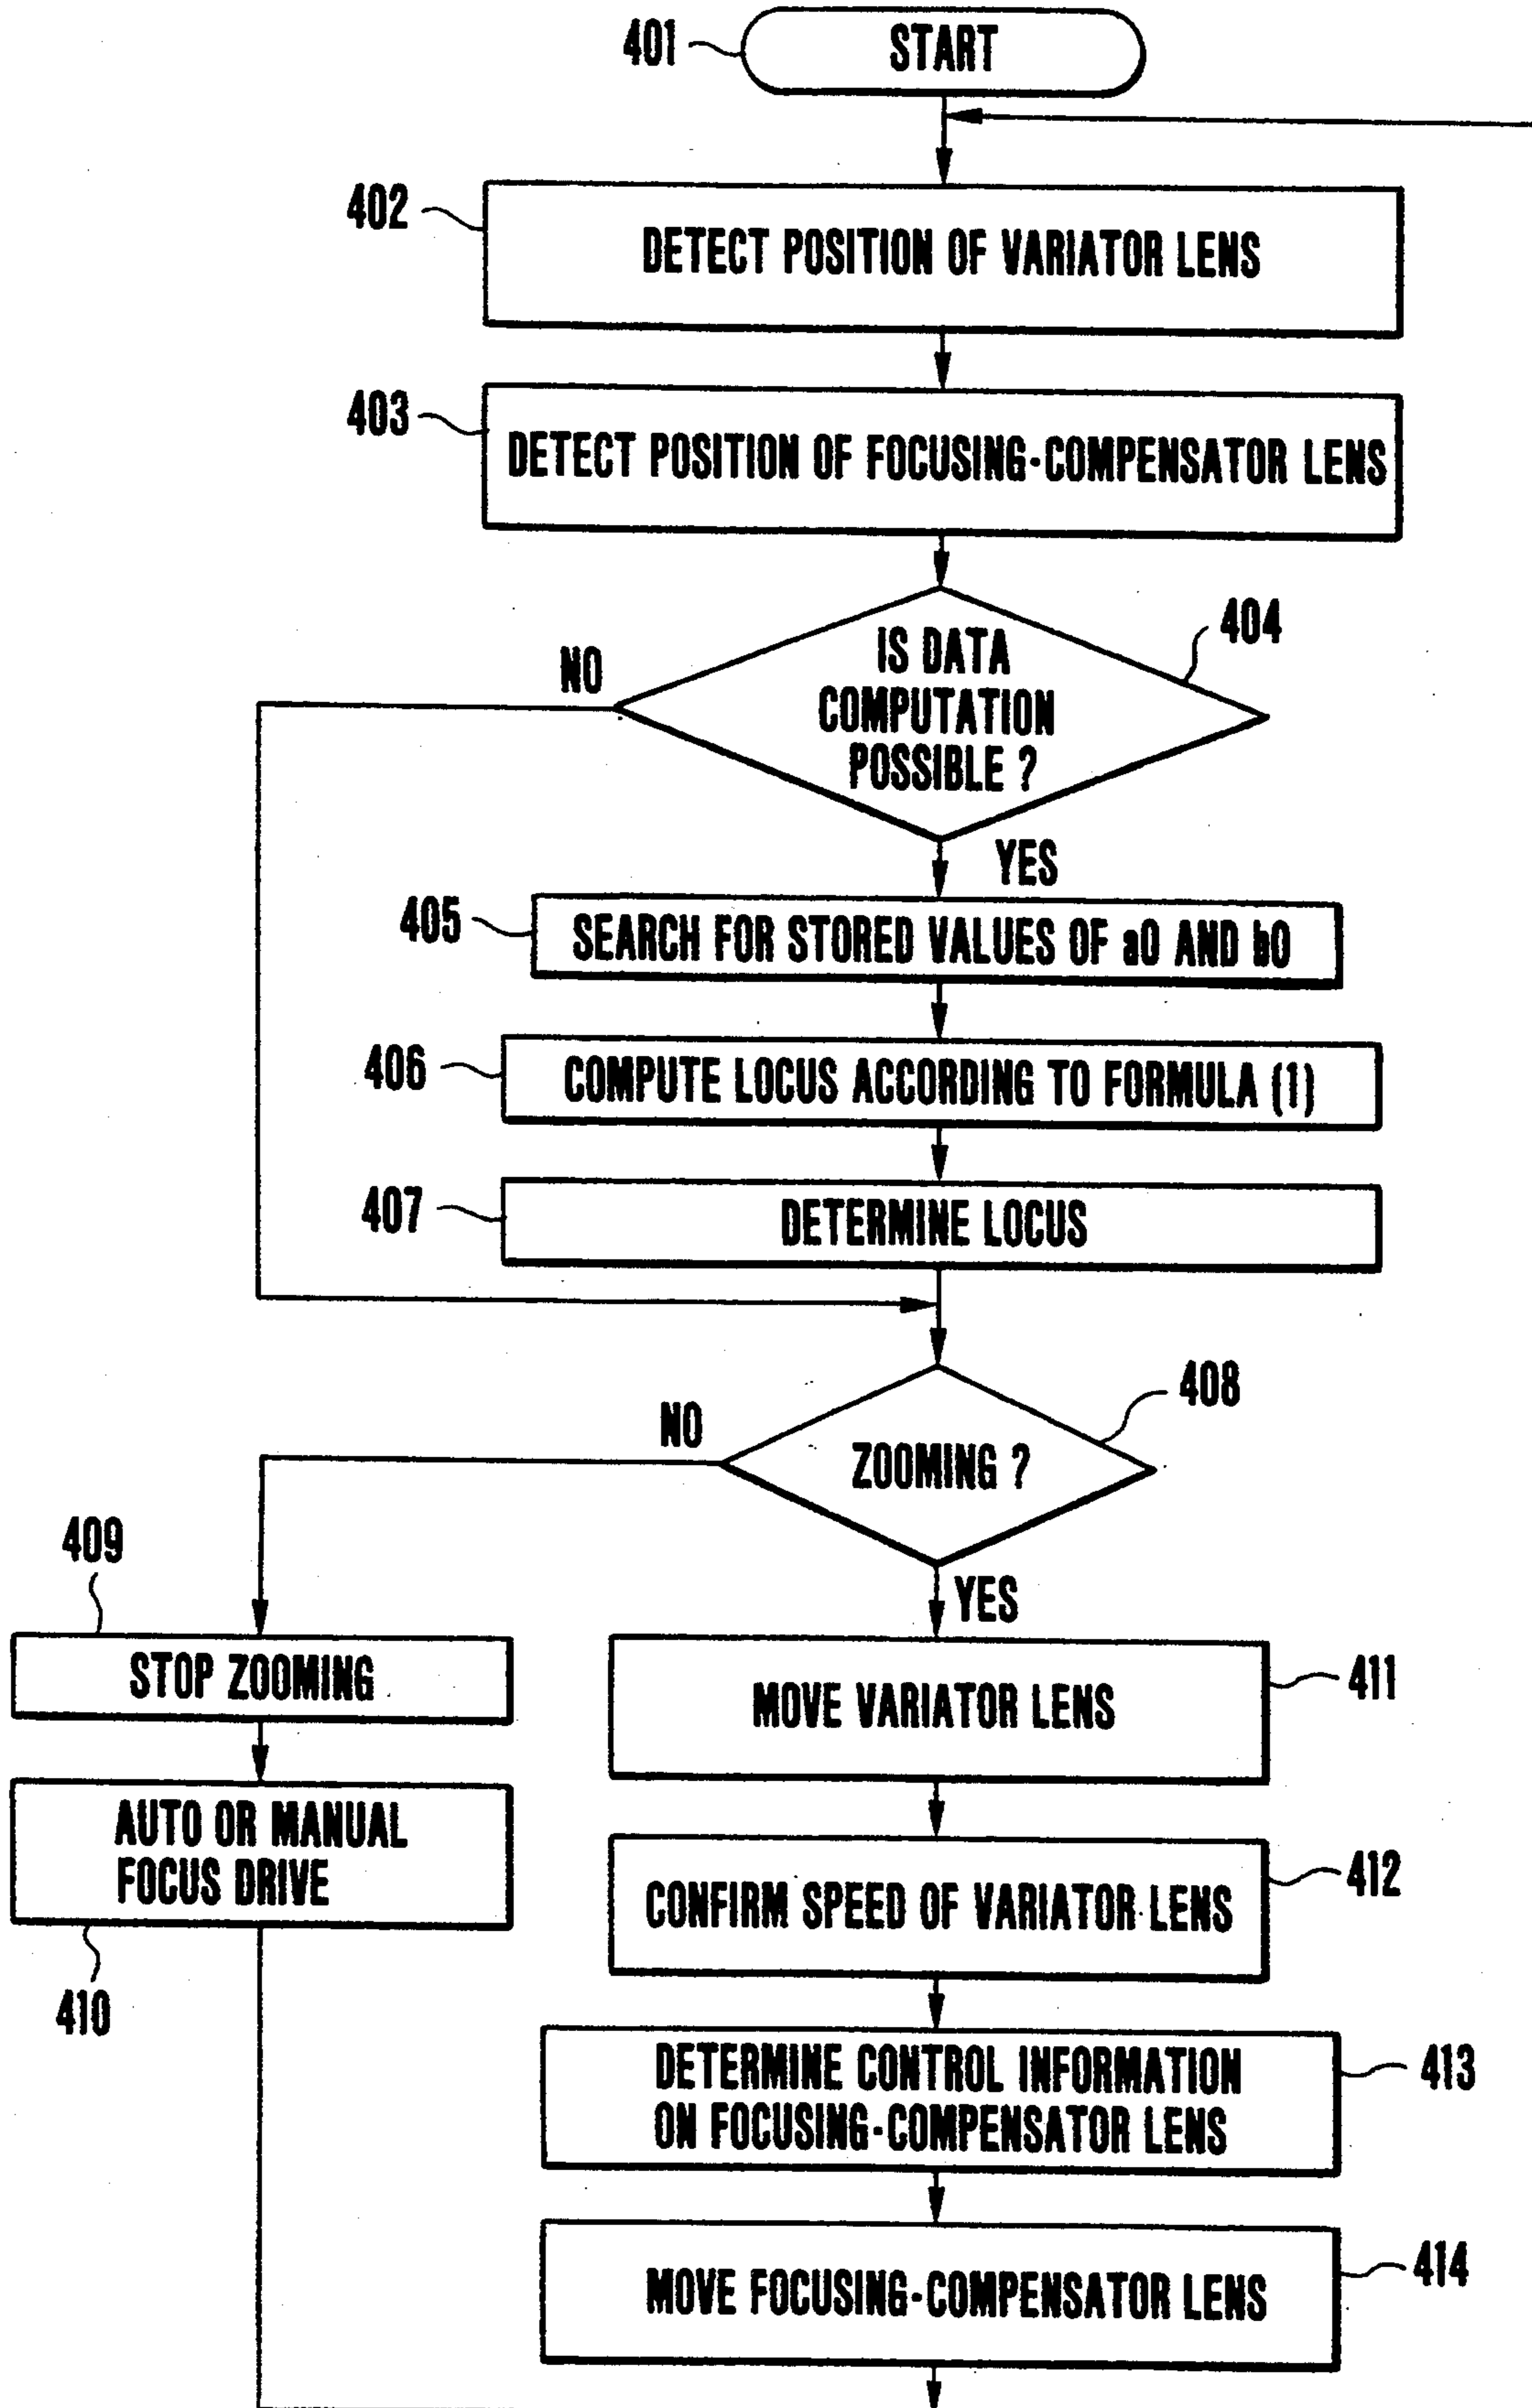 401
START
402
DETECT POSITION OF VARIATOR LENS
403
DETECT POSITION OF FOCUSING-COMPENSATOR LENS
404
IS DATA
COMPUTATION
POSSIBLE ?
NO
YES
405
SEARCH FOR STORED VALUES OF a0 AND b0
406
COMPUTE LOCUS ACCORDING TO FORMULA (1)
407
DETERMINE LOCUS
408
NO
ZOOMING ?
409
YES
STOP ZOOMING
411
MOVE VARIATOR LENS
AUTO OR MANUAL
FOCUS DRIVE
410
412
CONFIRM SPEED OF VARIATOR LENS
413
DETERMINE CONTROL INFORMATION
ON FOCUSING-COMPENSATOR LENS
414
MOVE FOCUSING-COMPENSATOR LENS